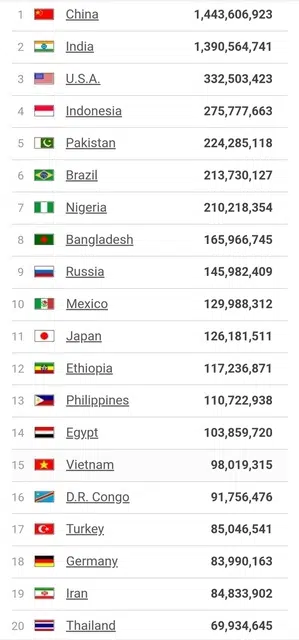 1 China 1,443,606,923
2 India 1,390,564,741
3 U.S.A. 332,503,423
4 Indonesia 275,777,663
5 Pakistan 224,285,118
6 Brazil 213,730,127
7 Nigeria 210,218,354
8 Bangladesh 165,966,745
9 Russia 145,982,409
10 Mexico 129,988,312
11 Japan 126,181,511
12 Ethiopia 117,236,871
13 Philippines 110,722,938
14 Egypt 103,859,720
15 Vietnam 98,019,315
16 D.R. Congo 91,756,476
17 Turkey 85,046,541
18 Germany 83,990,163
19 Iran 84,833,902
20 Thailand 69,934,645